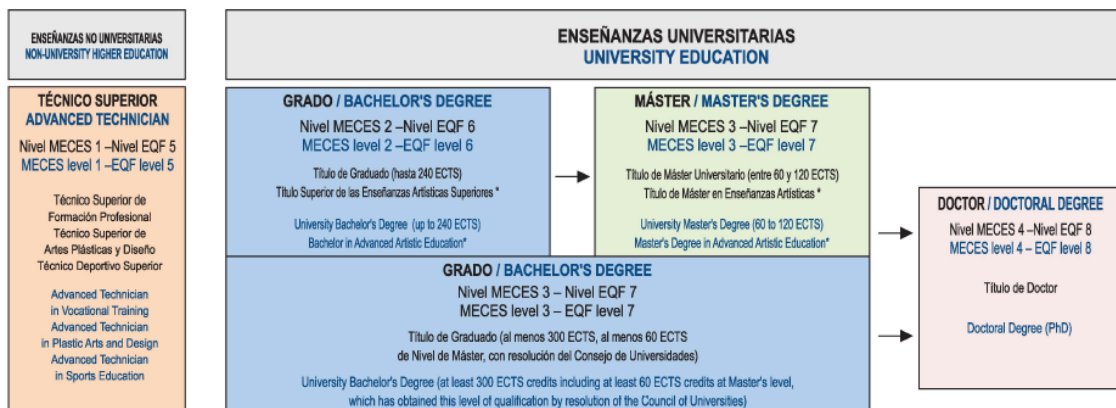 ENSEÑANZAS NO UNIVERSITARIAS
NON-UNIVERSITY HIGHER EDUCATION
TÉCNICO SUPERIOR
ADVANCED TECHNICIAN
Nivel MECES 1 –Nivel EQF 5
MECES level 1 –EQF level 5
Técnico Superior de
Formación Profesional
Técnico Superior de
Artes Plásticas y Diseño
Técnico Deportivo Superior
Advanced Technician
in Vocational Training
Advanced Technician
in Plastic Arts and Design
Advanced Technician
in Sports Education
ENSEÑANZAS UNIVERSITARIAS
UNIVERSITY EDUCATION
GRADO / BACHELOR'S DEGREE
Nivel MECES 2 –Nivel EQF 6
MECES level 2 –EQF level 6
Título de Graduado (hasta 240 ECTS)
Título Superior de las Enseñanzas Artísticas Superiores *
University Bachelor's Degree (up to 240 ECTS)
Bachelor in Advanced Artistic Education*
MÁSTER / MASTER'S DEGREE
Nivel MECES 3 –Nivel EQF 7
MECES level 3 –EQF level 7
Título de Máster Universitario (entre 60 y 120 ECTS)
Título de Máster en Enseñanzas Artísticas *
University Master's Degree (60 to 120 ECTS)
Master's Degree in Advanced Artistic Education*
GRADO / BACHELOR'S DEGREE
Nivel MECES 3 – Nivel EQF 7
MECES level 3 – EQF level 7
Título de Graduado (al menos 300 ECTS, al menos 60 ECTS
de Nivel de Máster, con resolución del Consejo de Universidades)
University Bachelor's Degree (at least 300 ECTS credits including at least 60 ECTS credits at Master's level,
which has obtained this level of qualification by resolution of the Council of Universities)
DOCTOR / DOCTORAL DEGREE
Nivel MECES 4 –Nivel EQF 8
MECES level 4 – EQF level 8
Título de Doctor
Doctoral Degree (PhD)